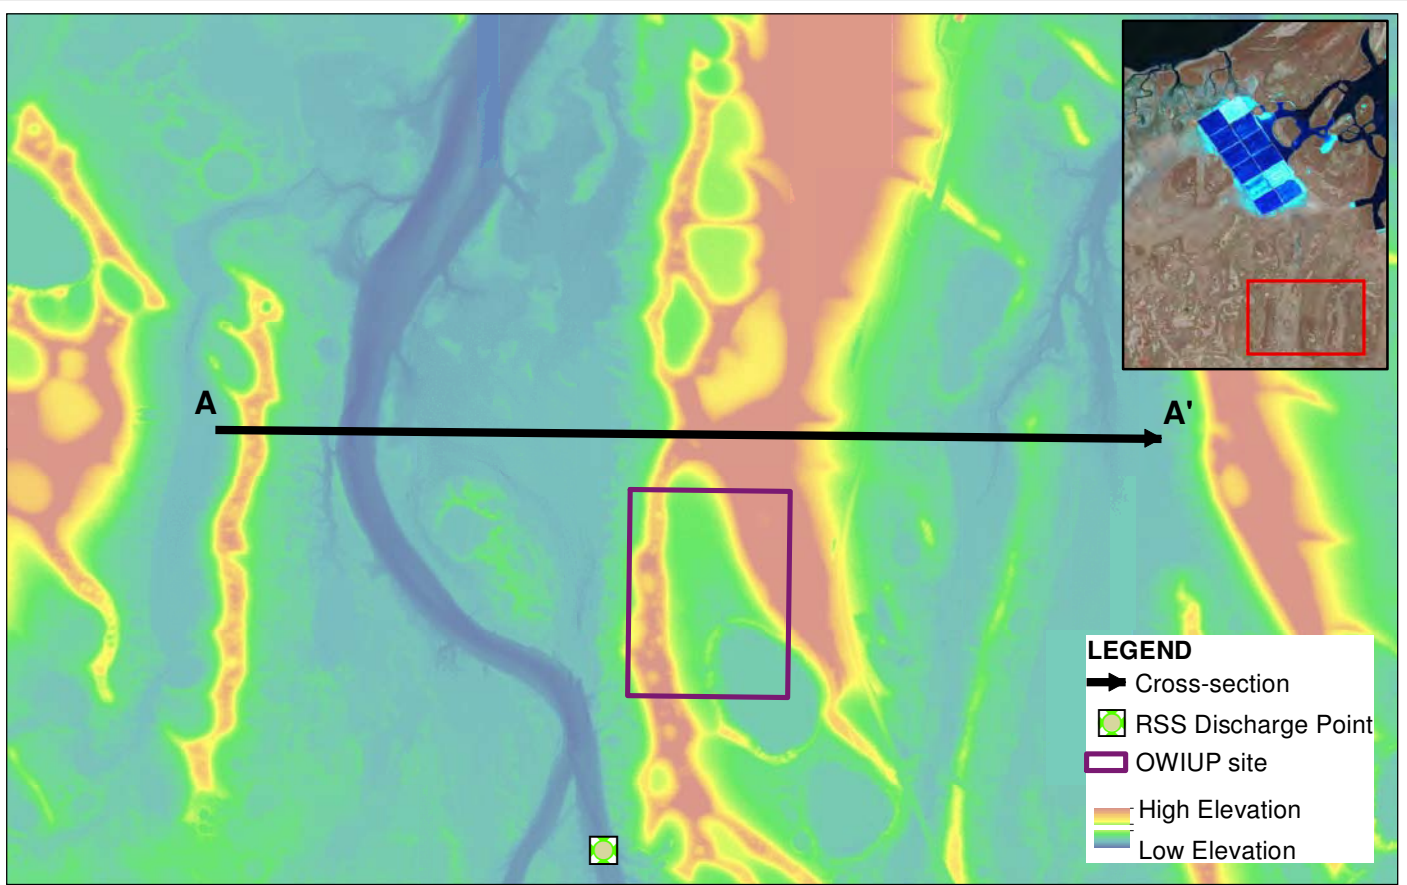 A
A'
LEGEND
Cross-section
RSS Discharge Point
OWIUP site
High Elevation
Low Elevation